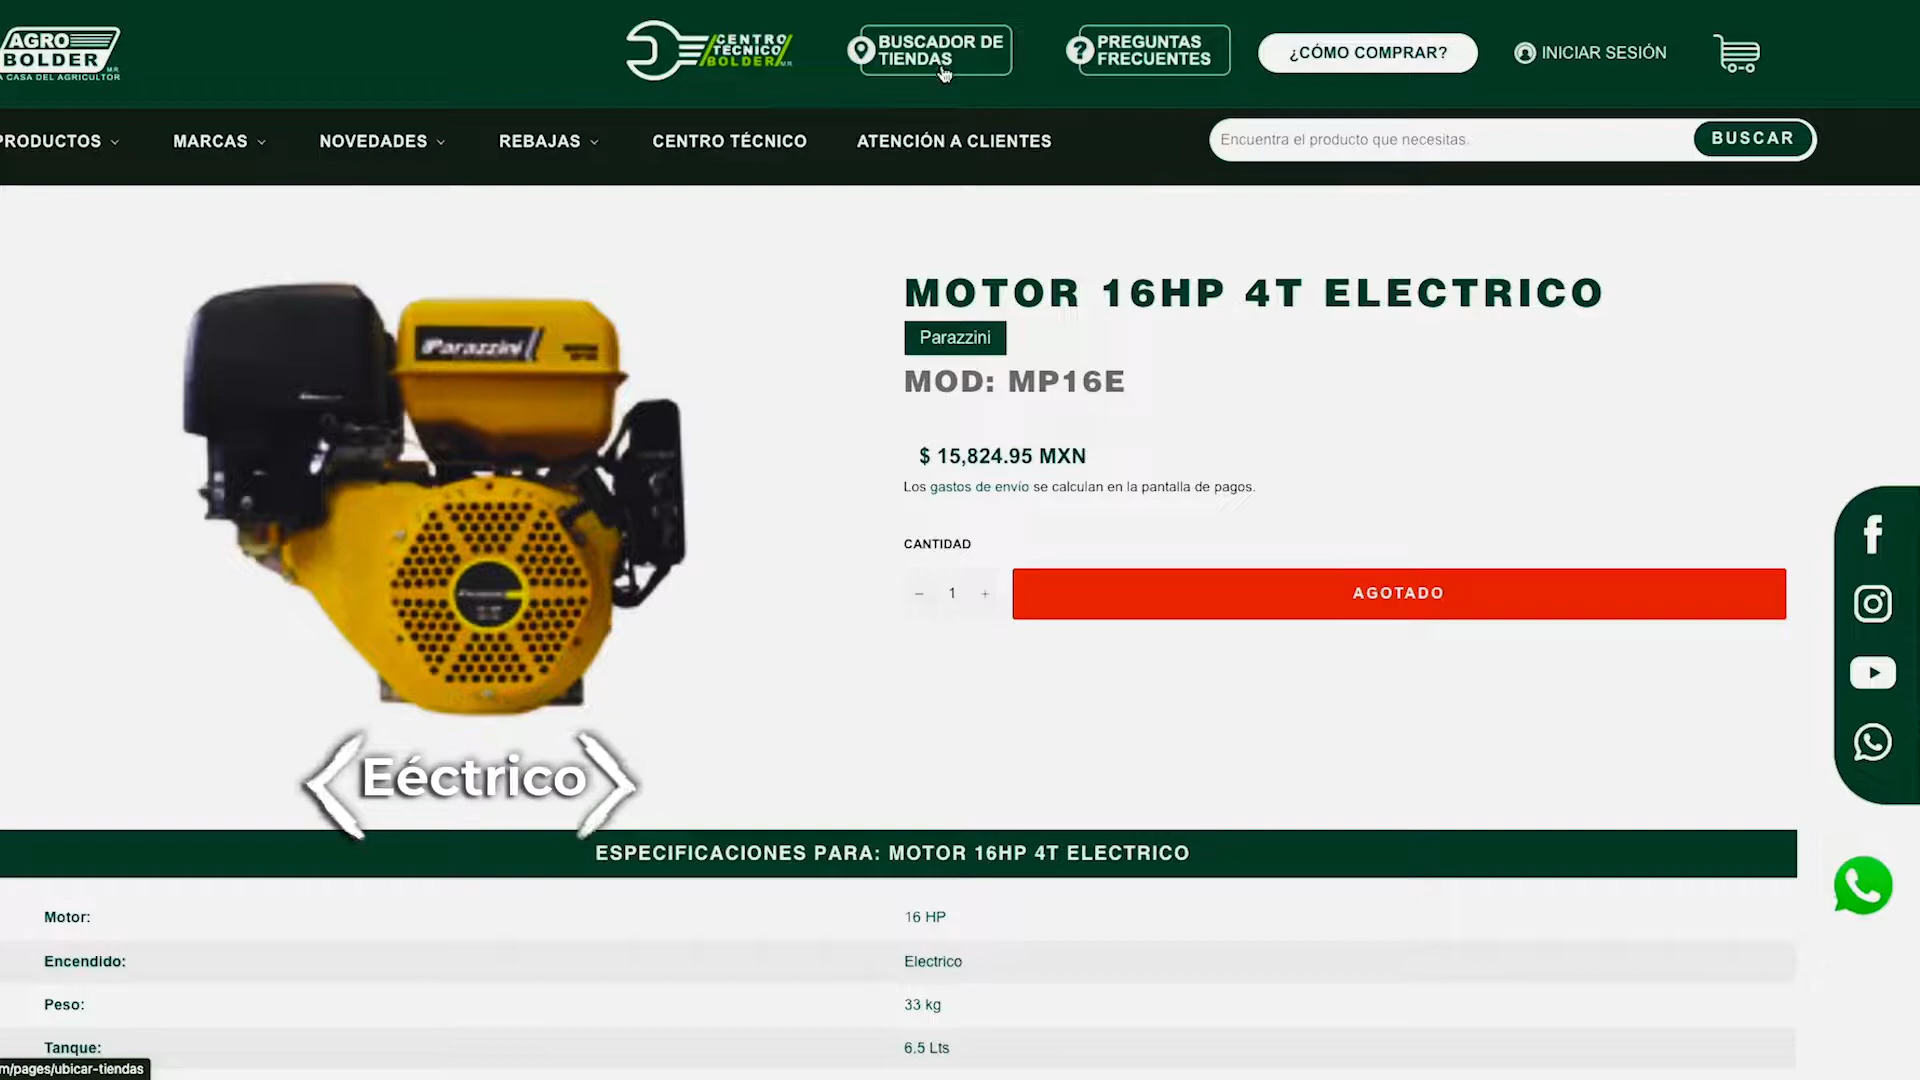 AGRO
BOLDER M.R.
LA CASA DEL AGRICULTOR
CENTRO
TÉCNICO
BOLDER M.R.
BUSCADOR DE
TIENDAS
PREGUNTAS
FRECUENTES
¿CÓMO COMPRAR?
INICIAR SESIÓN
PRODUCTOS
MARCAS
NOVEDADES
REBAJAS
CENTRO TÉCNICO
ATENCIÓN A CLIENTES
Encuentra el producto que necesitas.
BUSCAR
MOTOR 16HP 4T ELECTRICO
Parazzini
MOD: MP16E
$ 15,824.95 MXN
Los gastos de envío se calculan en la pantalla de pagos.
CANTIDAD
− 1 +
AGOTADO
Parazzini
Eéctrico
ESPECIFICACIONES PARA: MOTOR 16HP 4T ELECTRICO
Motor: 16 HP
Encendido: Electrico
Peso: 33 kg
Tanque: 6.5 Lts
m/pages/ubicar-tiendas